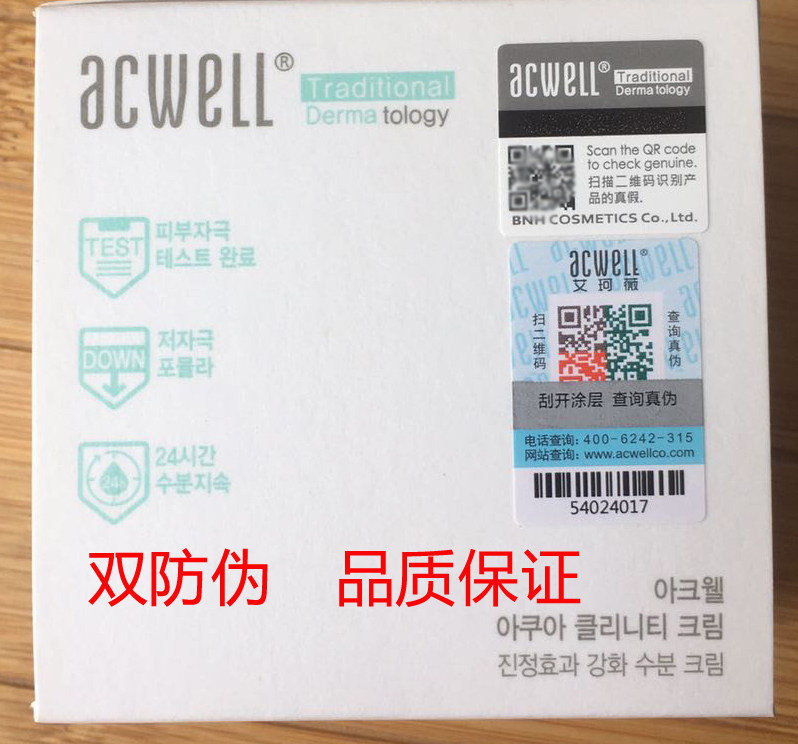 acwell®
Traditional
Derma tology
acwell®
Traditional
Derma tology
Scan the QR code
to check genuine.
扫描二维码识别产
品的真假.
BNH COSMETICS Co.,Ltd.
TEST
피부자극
테스트 완료
DOWN
저자극
포뮬라
24h
24시간
수분지속
acwell®
艾珂薇
扫二维码
查询真伪
刮开涂层 查询真伪
电话查询: 400-6242-315
网站查询: www.acwellco.com
54024017
双防伪 品质保证
아크웰
아쿠아 클리니티 크림
진정효과 강화 수분 크림